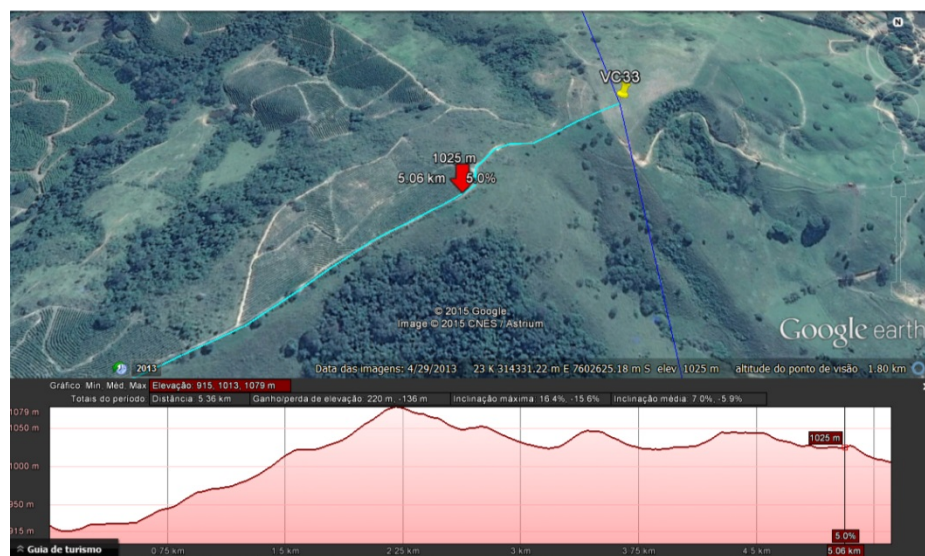 N
VC33
1025 m
5.06 km 5.0%
© 2015 Google
Image © 2015 CNES / Astrium
Google earth
2013
Data das imagens: 4/29/2013 23 K 314331.22 m E 7602625.18 m S elev 1025 m altitude do ponto de visão 1.80 km
Gráfico Min, Méd, Max Elevação: 915, 1013, 1079 m
Totais do período Distância: 5.36 km Ganho/perda de elevação: 220 m, -136 m Inclinação máxima: 16.4%, -15.6% Inclinação média: 7.0%, -5.9%
1079 m
1050 m
1025 m
1000 m
950 m
915 m
5.0%
Guia de turismo
0.75 km 1.5 km 2.25 km 3 km 3.75 km 4.5 km 5.06 km